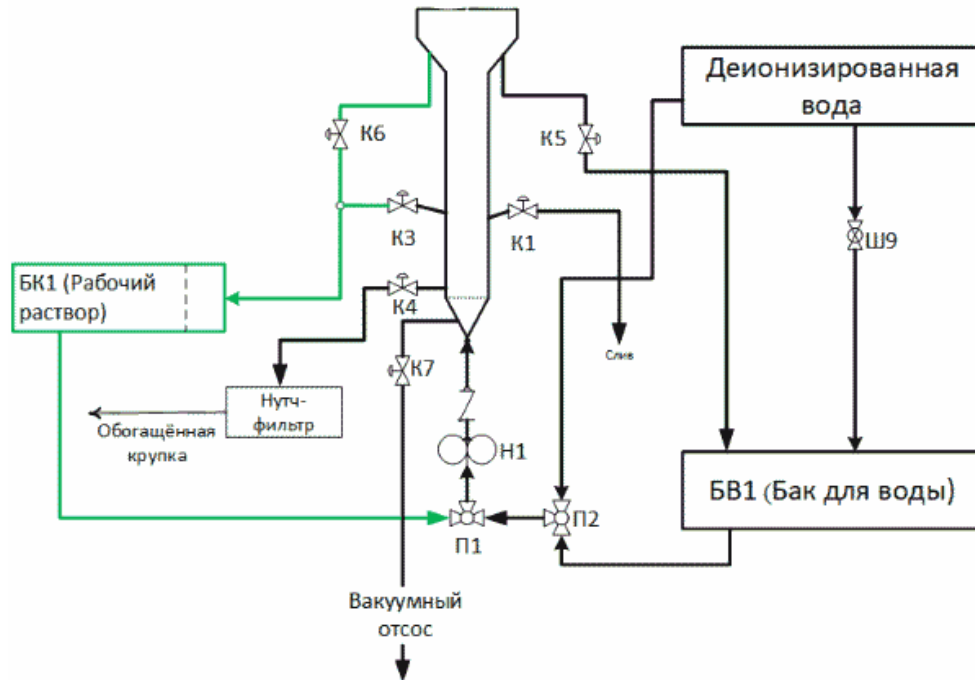 Деионизированная
вода
К6
К5
К3
К1
Ш9
БК1 (Рабочий
раствор)
К4
Слив
К7
Нутч-
фильтр
Обогащённая
крупка
Н1
БВ1 (Бак для воды)
П1
П2
Вакуумный
отсос